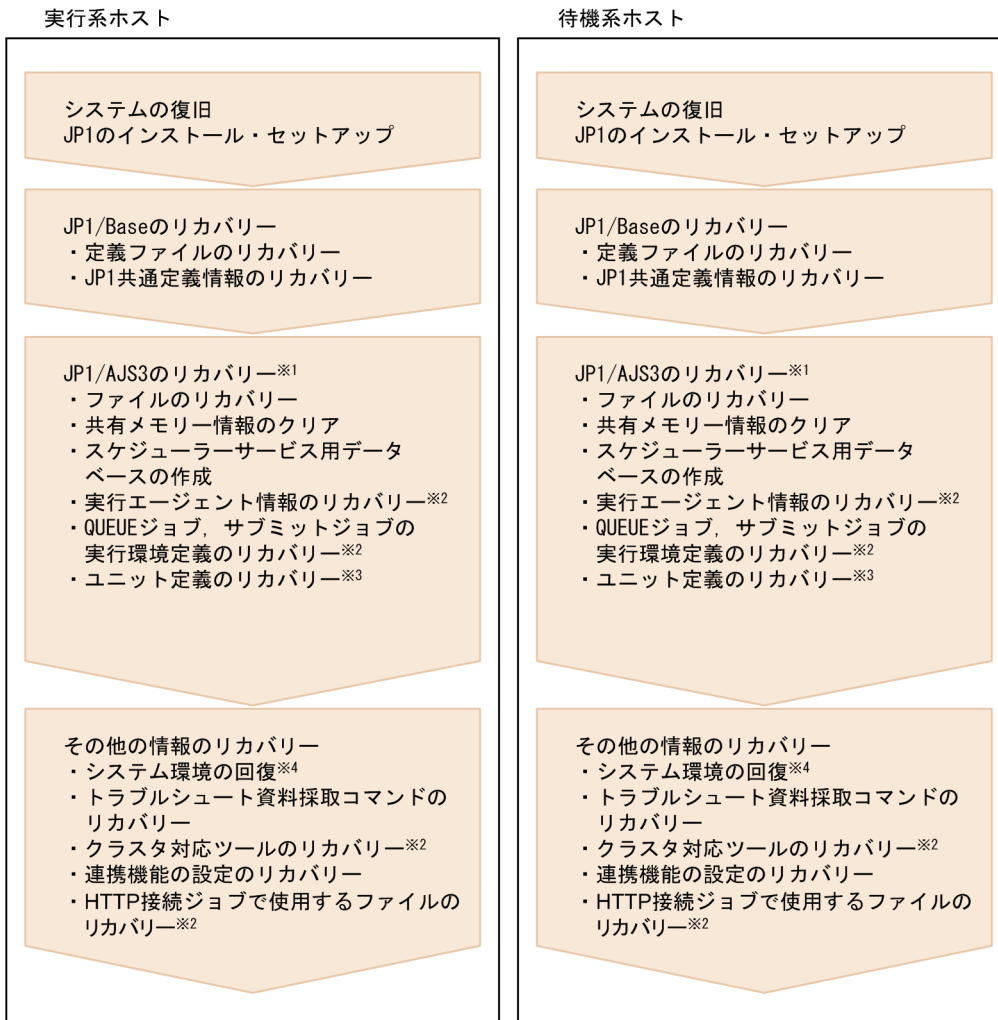 実行系ホスト
システムの復旧
JP1のインストール・セットアップ
JP1/Baseのリカバリー
・定義ファイルのリカバリー
・JP1共通定義情報のリカバリー
JP1/AJS3のリカバリー※1
・ファイルのリカバリー
・共有メモリー情報のクリア
・スケジューラーサービス用データ
ベースの作成
・実行エージェント情報のリカバリー※2
・QUEUEジョブ，サブミットジョブの
実行環境定義のリカバリー※2
・ユニット定義のリカバリー※3
その他の情報のリカバリー
・システム環境の回復※4
・トラブルシュート資料採取コマンドの
リカバリー
・クラスタ対応ツールのリカバリー※2
・連携機能の設定のリカバリー
・HTTP接続ジョブで使用するファイルの
リカバリー※2
待機系ホスト
システムの復旧
JP1のインストール・セットアップ
JP1/Baseのリカバリー
・定義ファイルのリカバリー
・JP1共通定義情報のリカバリー
JP1/AJS3のリカバリー※1
・ファイルのリカバリー
・共有メモリー情報のクリア
・スケジューラーサービス用データ
ベースの作成
・実行エージェント情報のリカバリー※2
・QUEUEジョブ，サブミットジョブの
実行環境定義のリカバリー※2
・ユニット定義のリカバリー※3
その他の情報のリカバリー
・システム環境の回復※4
・トラブルシュート資料採取コマンドの
リカバリー
・クラスタ対応ツールのリカバリー※2
・連携機能の設定のリカバリー
・HTTP接続ジョブで使用するファイルの
リカバリー※2